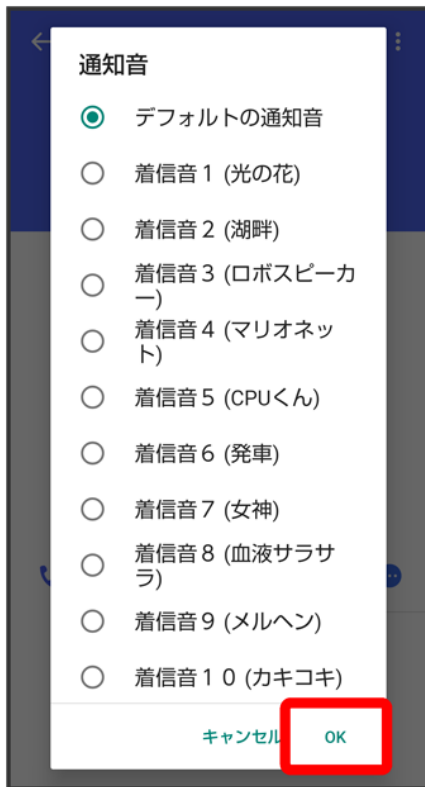 通知音
デフォルトの通知音
着信音1 (光の花)
着信音2 (湖畔)
着信音3 (ロボスピーカ
ー)
着信音4 (マリオネッ
ト)
着信音5 (CPUくん)
着信音6 (発車)
着信音7 (女神)
着信音8 (血液サラサ
ラ)
着信音9 (メルヘン)
着信音10 (カキコキ)
キャンセル OK